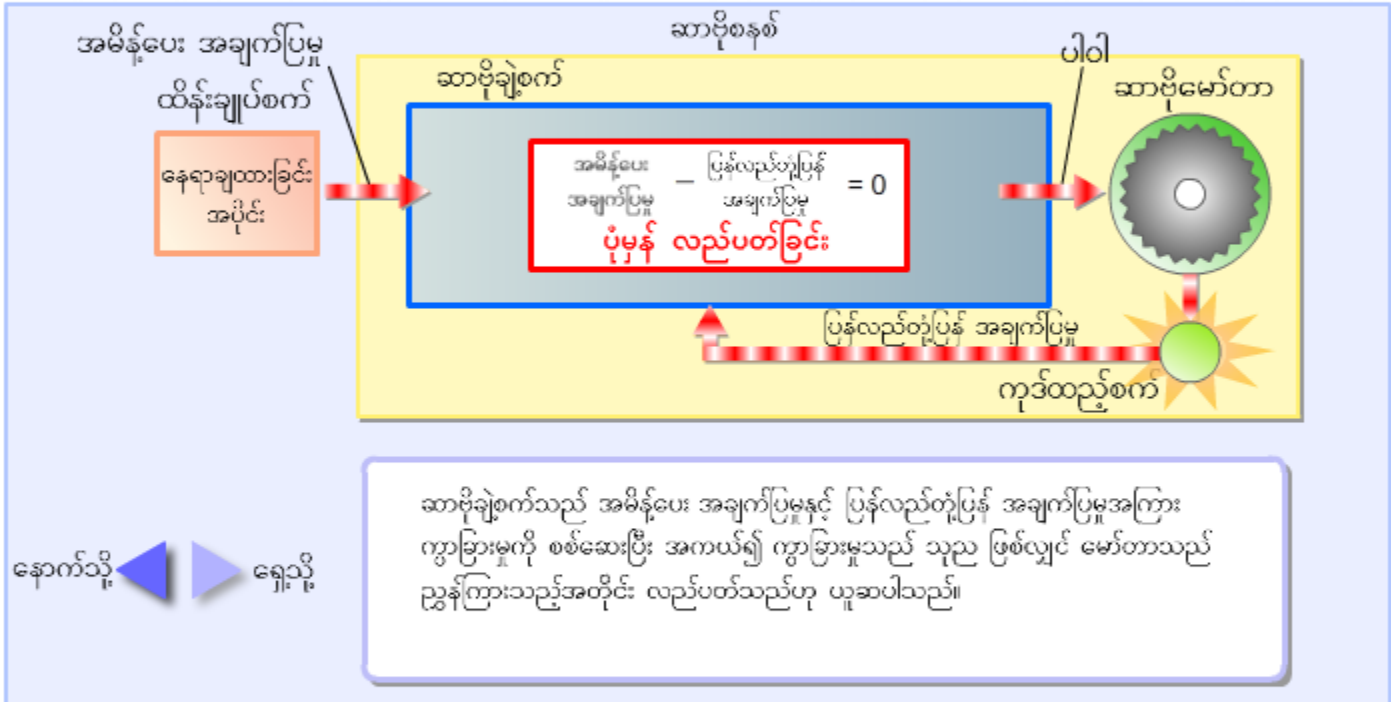 ဆာဗိုစနစ်
အမိန့်ပေး အချက်ပြမှု
ပါဝါ
ဆာဗိုချဲ့စက်
ဆာဗိုမော်တာ
ထိန်းချုပ်စက်
နေရာချထားခြင်း
အပိုင်း
အမိန့်ပေး
အချက်ပြမှု
–
ပြန်လည်တုံ့ပြန်
အချက်ပြမှု
= 0
ပုံမှန် လည်ပတ်ခြင်း
ပြန်လည်တုံ့ပြန် အချက်ပြမှု
ကုဒ်ထည့်စက်
ဆာဗိုချဲ့စက်သည် အမိန့်ပေး အချက်ပြမှုနှင့် ပြန်လည်တုံ့ပြန် အချက်ပြမှုအကြား
ကွာခြားမှုကို စစ်ဆေးပြီး အကယ်၍ ကွာခြားမှုသည် သုည ဖြစ်လျှင် မော်တာသည်
ညွှန်ကြားသည့်အတိုင်း လည်ပတ်သည်ဟု ယူဆပါသည်။
နောက်သို့
ရှေ့သို့